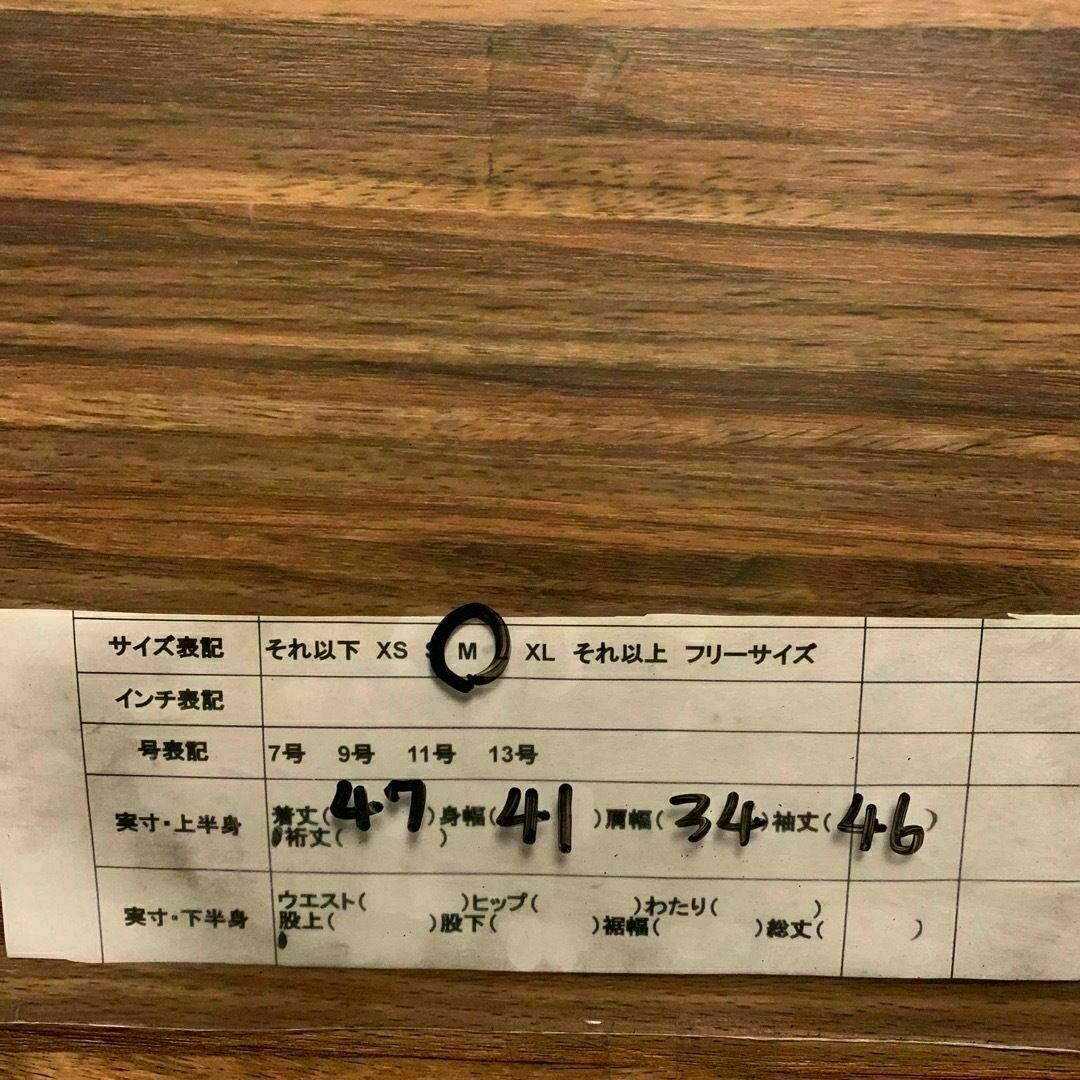 サイズ表記 それ以下 XS S M XL それ以上 フリーサイズ
インチ表記
号表記 7号 9号 11号 13号
実寸・上半身 着丈(47)身幅(41)肩幅(34)袖丈(46)
裄丈( )
実寸・下半身 ウエスト( )ヒップ( )わたり( )
股上( )股下( )裾幅( )総丈( )